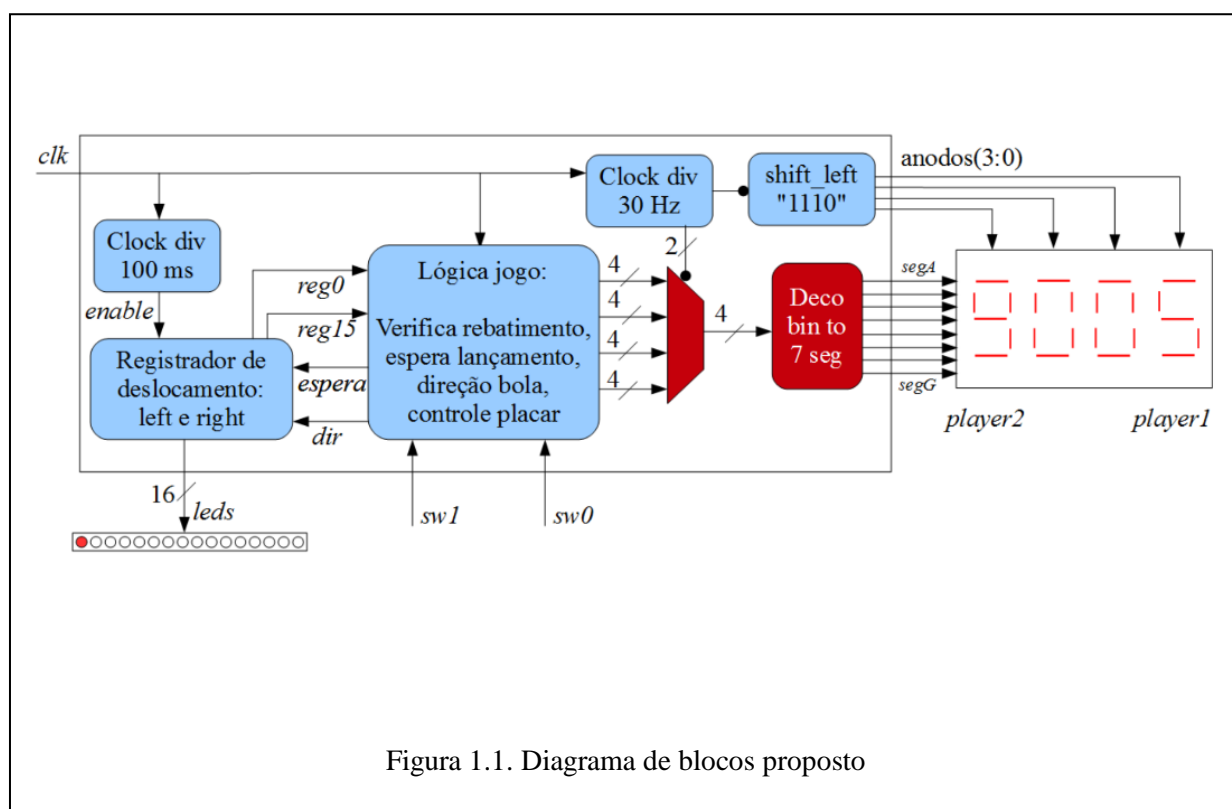 clk
Clock div
100 ms
enable
Registrador de
deslocamento:
left e right
16
leds
reg0
reg15
espera
dir
Lógica jogo:
Verifica rebatimento,
espera lançamento,
direção bola,
controle placar
sw1
sw0
4
4
4
4
Clock div
30 Hz
2
4
shift_left
"1110"
Deco
bin to
7 seg
anodos(3:0)
segA
segG
9005
player2
player1
Figura 1.1. Diagrama de blocos proposto